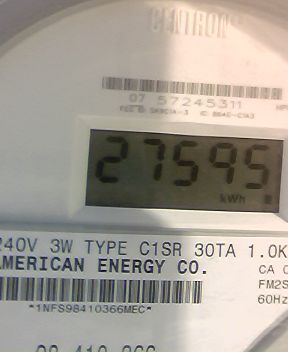 CENTRON
07 57245311
27595
kWh
240V 3W TYPE C1SR 30TA 1.0K
AMERICAN ENERGY CO.
CA
FM2S
60Hz
*1NFS98410366MEC*